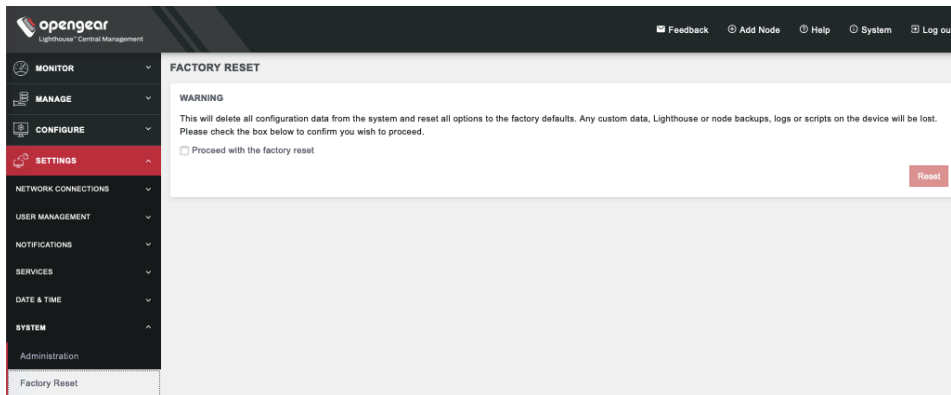 opengear
Lighthouse™ Central Management
Feedback
Add Node
Help
System
Log ou
MONITOR
MANAGE
CONFIGURE
SETTINGS
NETWORK CONNECTIONS
USER MANAGEMENT
NOTIFICATIONS
SERVICES
DATE & TIME
SYSTEM
Administration
Factory Reset
FACTORY RESET
WARNING
This will delete all configuration data from the system and reset all options to the factory defaults. Any custom data, Lighthouse or node backups, logs or scripts on the device will be lost.
Please check the box below to confirm you wish to proceed.
Proceed with the factory reset
Reset